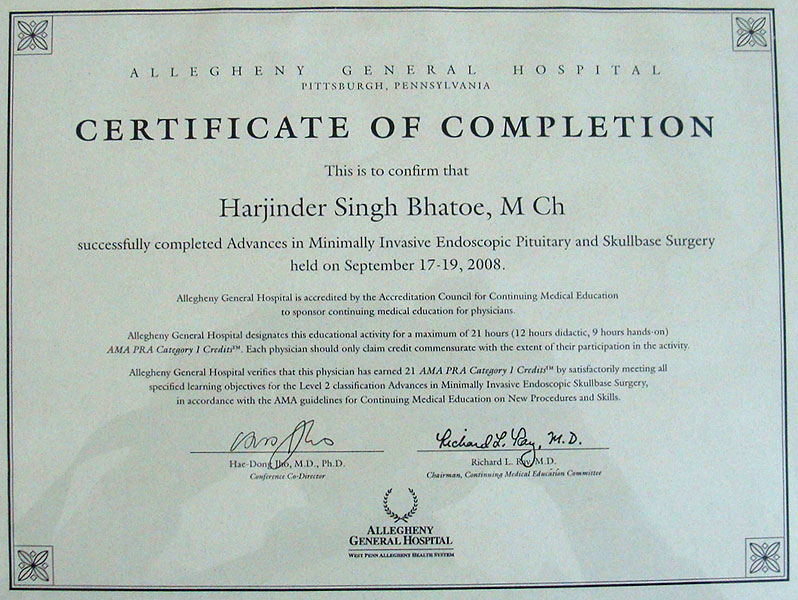 ALLEGHENY GENERAL HOSPITAL
PITTSBURGH, PENNSYLVANIA
CERTIFICATE OF COMPLETION
This is to confirm that
Harjinder Singh Bhatoe, M Ch
successfully completed Advances in Minimally Invasive Endoscopic Pituitary and Skullbase Surgery
held on September 17-19, 2008.
Allegheny General Hospital is accredited by the Accreditation Council for Continuing Medical Education
to sponsor continuing medical education for physicians.
Allegheny General Hospital designates this educational activity for a maximum of 21 hours (12 hours didactic, 9 hours hands-on)
AMA PRA Category 1 Credits℠. Each physician should only claim credit commensurate with the extent of their participation in the activity.
Allegheny General Hospital verifies that this physician has earned 21 AMA PRA Category 1 Credits℠ by satisfactorily meeting all
specified learning objectives for the Level 2 classification Advances in Minimally Invasive Endoscopic Skullbase Surgery,
in accordance with the AMA guidelines for Continuing Medical Education on New Procedures and Skills.
Jho
Richard L. Ray, M.D.
Hae-Dong Jho, M.D., Ph.D.
Richard L. Ray, M.D.
Conference Co-Director
Chairman, Continuing Medical Education Committee
ALLEGHENY
GENERAL HOSPITAL
WEST PENN ALLEGHENY HEALTH SYSTEM